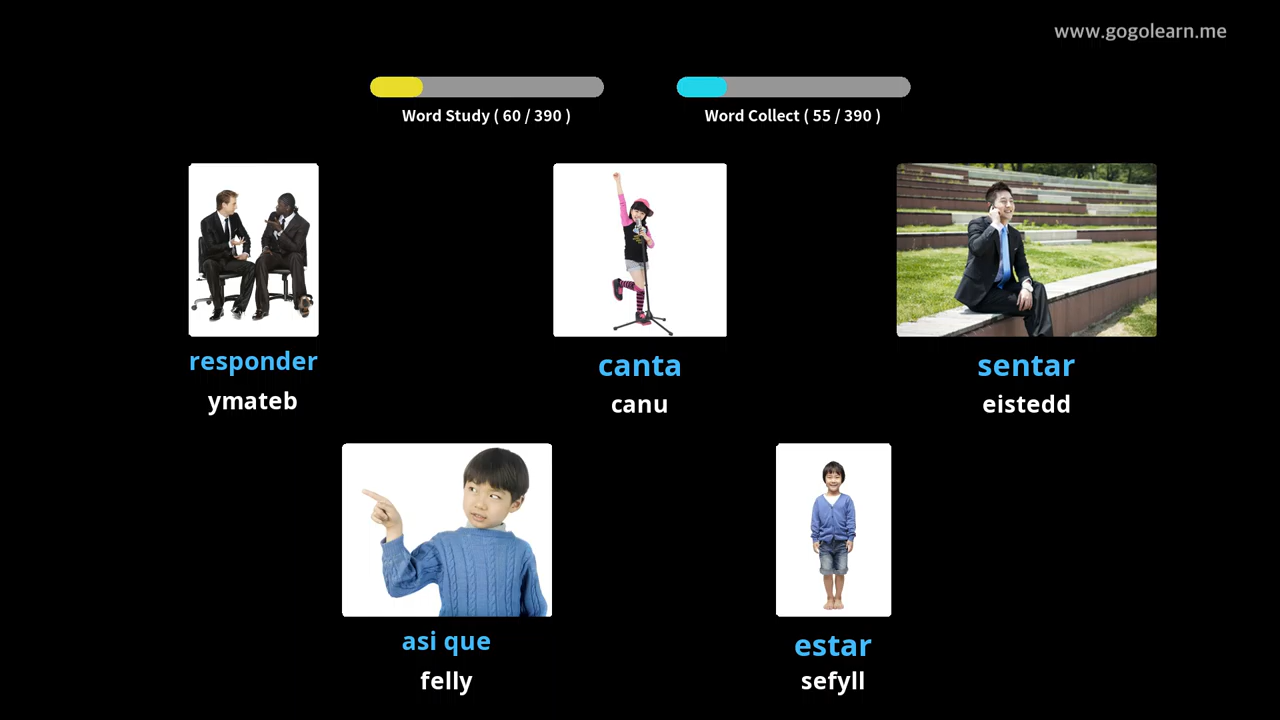 www.gogolearn.me
Word Study ( 60 / 390 )
Word Collect ( 55 / 390 )
responder
ymateb
canta
canu
sentar
eistedd
asi que
felly
estar
sefyll